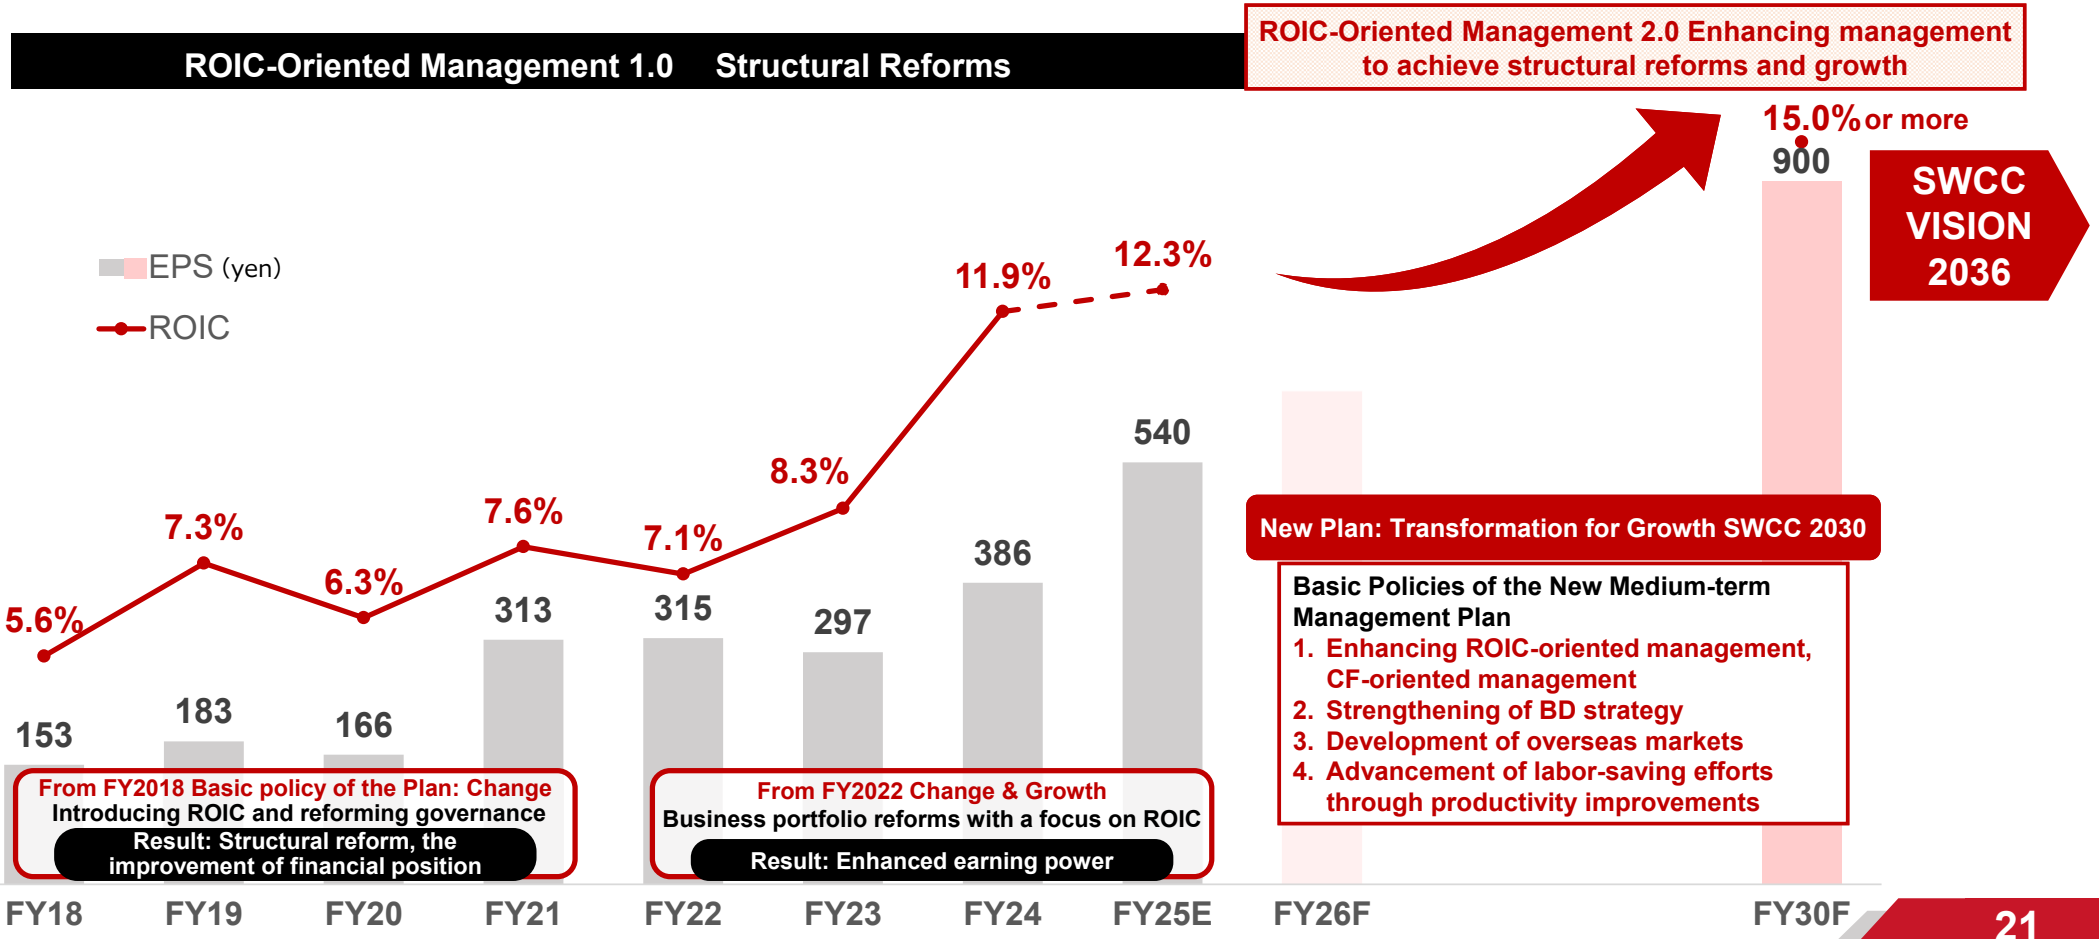 ROIC-Oriented Management 1.0 Structural Reforms
ROIC-Oriented Management 2.0 Enhancing management
to achieve structural reforms and growth
15.0% or more
900
SWCC
VISION
2036
EPS (yen)
ROIC
5.6%
7.3%
6.3%
7.6%
7.1%
8.3%
11.9%
12.3%
153
183
166
313
315
297
386
540
From FY2018 Basic policy of the Plan: Change
Introducing ROIC and reforming governance
Result: Structural reform, the
improvement of financial position
From FY2022 Change & Growth
Business portfolio reforms with a focus on ROIC
Result: Enhanced earning power
New Plan: Transformation for Growth SWCC 2030
Basic Policies of the New Medium-term
Management Plan
1. Enhancing ROIC-oriented management,
CF-oriented management
2. Strengthening of BD strategy
3. Development of overseas markets
4. Advancement of labor-saving efforts
through productivity improvements
FY18
FY19
FY20
FY21
FY22
FY23
FY24
FY25E
FY26F
FY30F
21